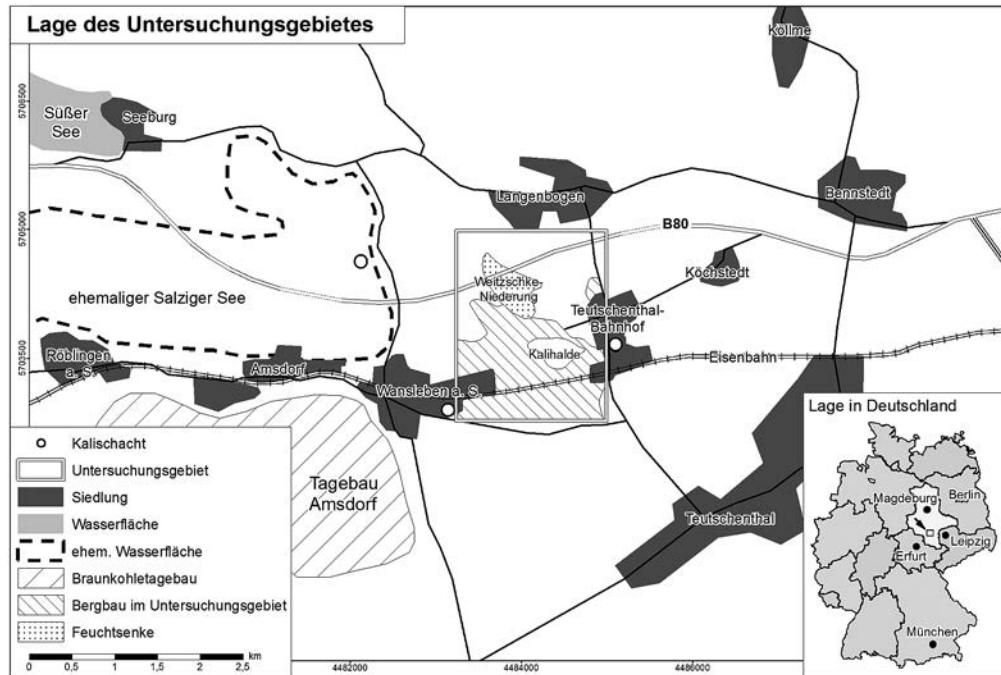 Lage des Untersuchungsgebietes
Köllme
5706500
Süßer
See
Seeburg
Langenbogen
Bennstedt
5705000
B80
Weitzschke-
Niederung
Köchstedt
ehemaliger Salziger See
Teutschenthal-
Bahnhof
5703500
Röblingen
a. S.
Amsdorf
Kalihalde
Eisenbahn
Wansleben a. S.
Tagebau
Amsdorf
Teutschenthal
Kalischacht
Untersuchungsgebiet
Siedlung
Wasserfläche
ehem. Wasserfläche
Braunkohletagebau
Bergbau im Untersuchungsgebiet
Feuchtsenke
km
0 0,5 1 1,5 2 2,5
4482000 4484000 4486000
Lage in Deutschland
Magdeburg
Berlin
Leipzig
Erfurt
München